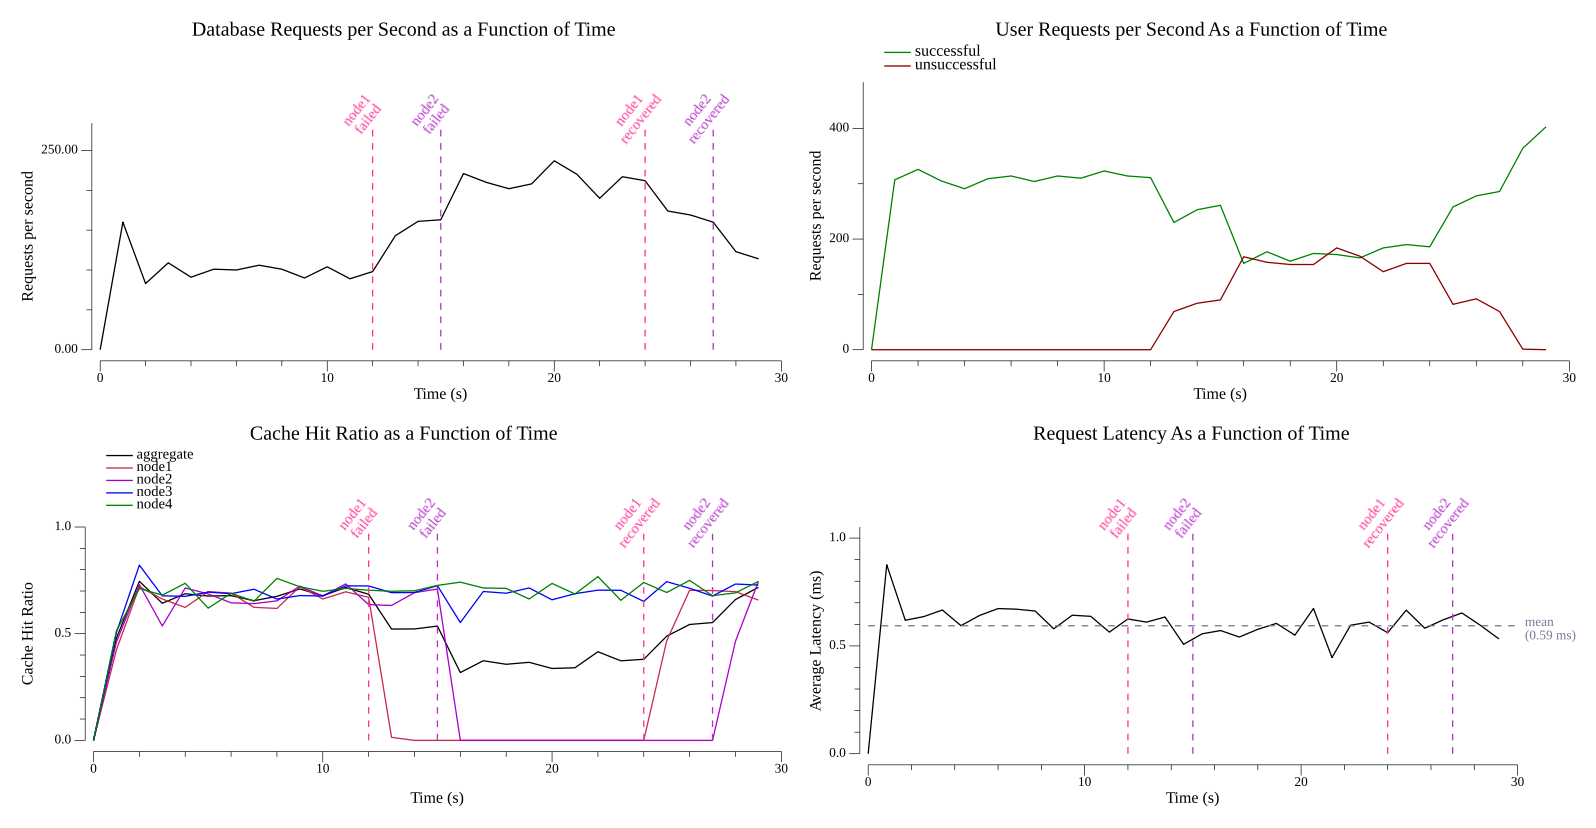 Database Requests per Second as a Function of Time
node1
failed
node2
failed
node1
recovered
node2
recovered
250.00
0.00
Requests per second
0
10
20
30
Time (s)
User Requests per Second As a Function of Time
successful
unsuccessful
400
200
0
Requests per second
0
10
20
30
Time (s)
Cache Hit Ratio as a Function of Time
aggregate
node1
node2
node3
node4
node1
failed
node2
failed
node1
recovered
node2
recovered
1.0
0.5
0.0
Cache Hit Ratio
0
10
20
30
Time (s)
Request Latency As a Function of Time
node1
failed
node2
failed
node1
recovered
node2
recovered
1.0
0.5
0.0
Average Latency (ms)
mean
(0.59 ms)
0
10
20
30
Time (s)